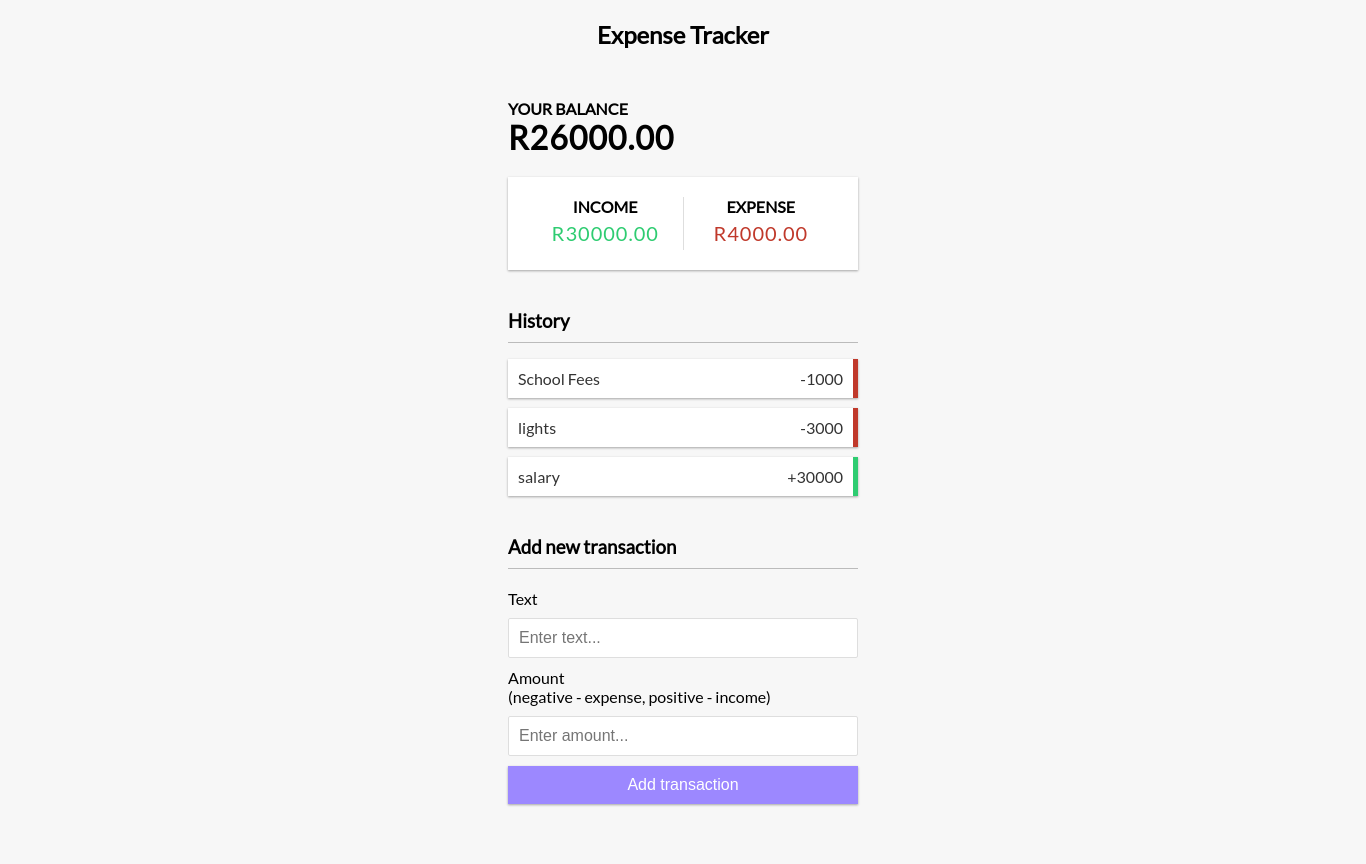 Expense Tracker
YOUR BALANCE
R26000.00
INCOME EXPENSE
R30000.00 R4000.00
History
School Fees -1000
lights -3000
salary +30000
Add new transaction
Text
Enter text...
Amount
(negative - expense, positive - income)
Enter amount...
Add transaction